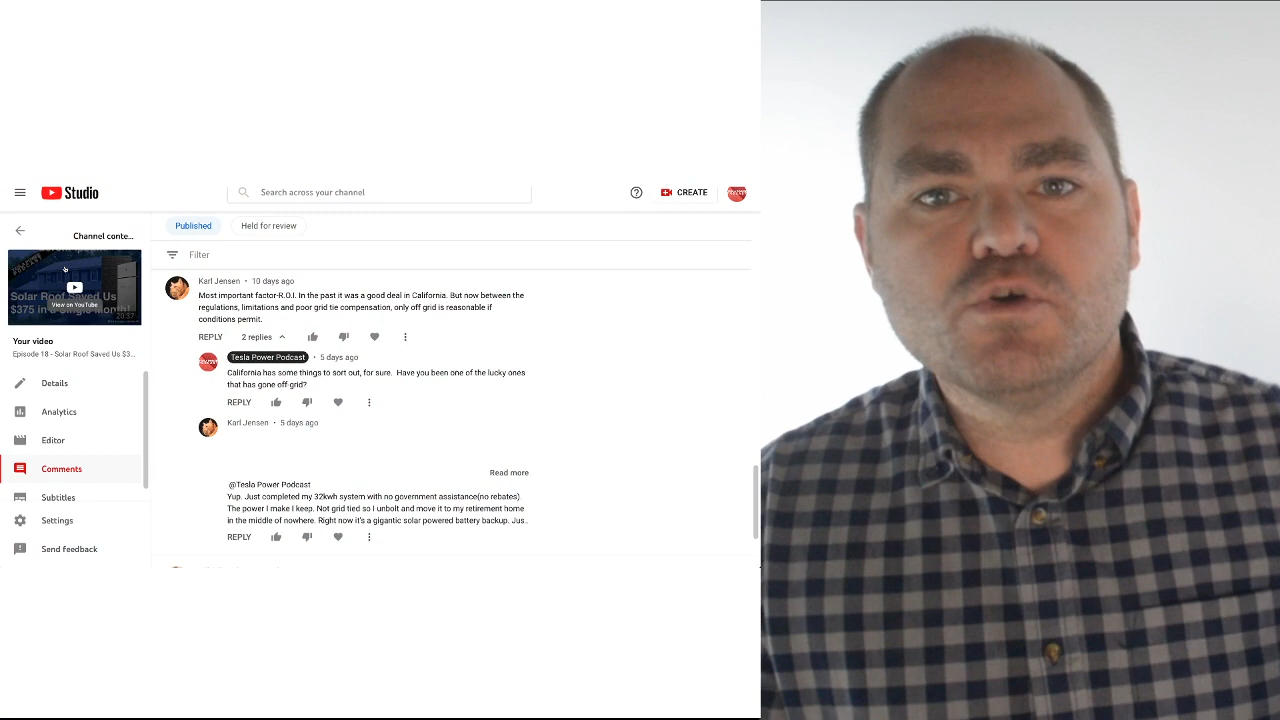 Studio
Search across your channel
CREATE
Channel conte...
Solar Roof Saved Us
$375 in a Single Month!
View on YouTube
20:37
Your video
Episode 18 - Solar Roof Saved Us $3...
Details
Analytics
Editor
Comments
Subtitles
Settings
Send feedback
Published
Held for review
Filter
Karl Jensen • 10 days ago
Most important factor-R.O.I. In the past it was a good deal in California. But now between the
regulations, limitations and poor grid tie compensation, only off grid is reasonable if
conditions permit.
REPLY 2 replies
Tesla Power Podcast • 5 days ago
California has some things to sort out, for sure. Have you been one of the lucky ones
that has gone off-grid?
REPLY
Karl Jensen • 5 days ago
Read more
@Tesla Power Podcast
Yup. Just completed my 32kwh system with no government assistance(no rebates).
The power I make I keep. Not grid tied so I unbolt and move it to my retirement home
in the middle of nowhere. Right now it's a gigantic solar powered battery backup. Jus..
REPLY